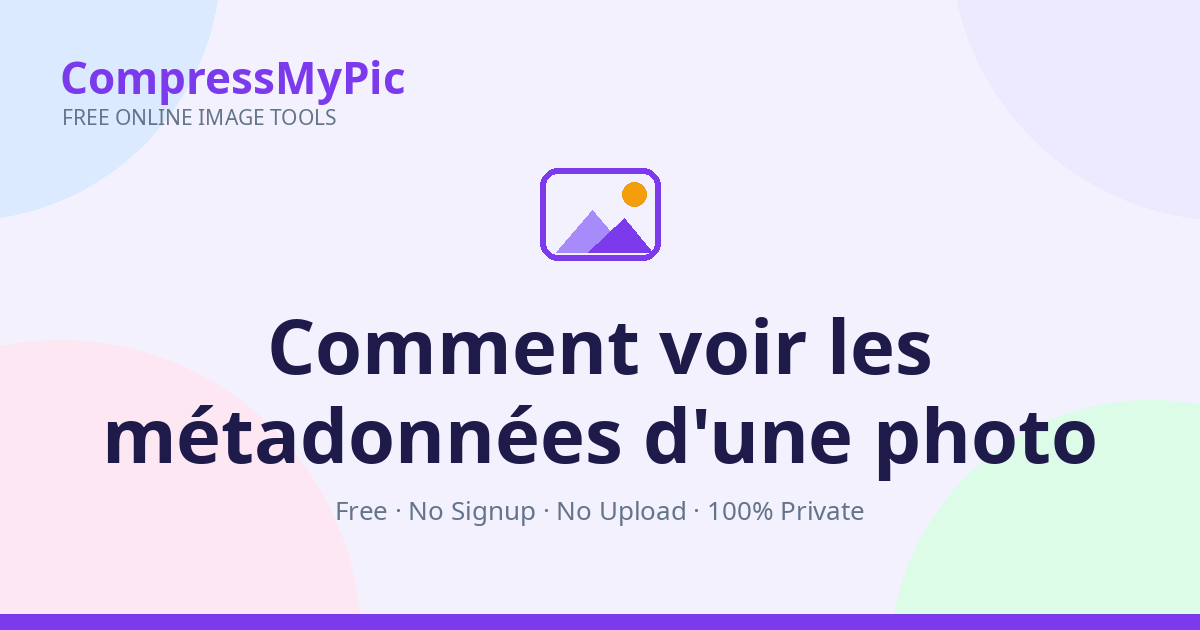 CompressMyPic
FREE ONLINE IMAGE TOOLS
Comment voir les
métadonnées d'une photo
Free · No Signup · No Upload · 100% Private